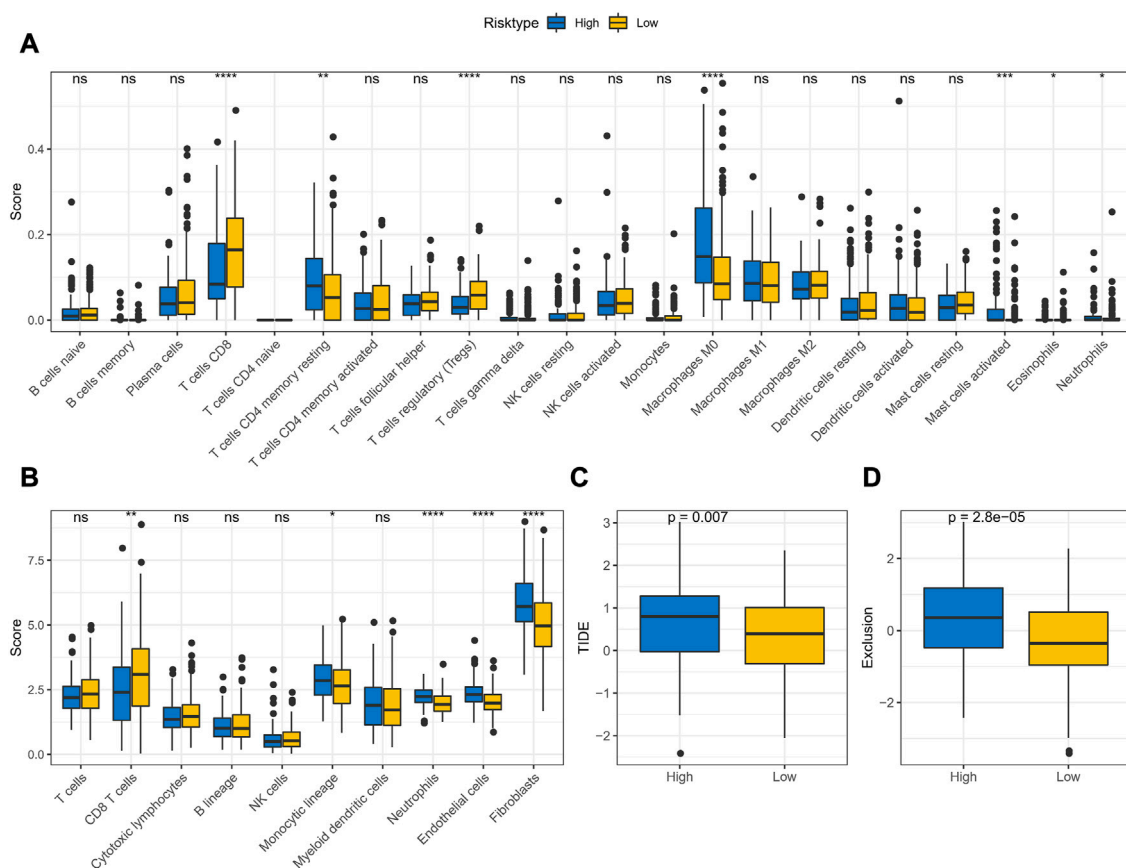 Risktype High Low
A
ns ns ns **** ** ns ns **** ns ns ns ns **** ns ns ns ns ns *** * *
Score
0.4
0.2
0.0
B cells naive
B cells memory
Plasma cells
T cells CD8
T cells CD4 naive
T cells CD4 memory resting
T cells CD4 memory activated
T cells follicular helper
T cells regulatory (Tregs)
T cells gamma delta
NK cells resting
NK cells activated
Monocytes
Macrophages M0
Macrophages M1
Macrophages M2
Dendritic cells resting
Dendritic cells activated
Mast cells resting
Mast cells activated
Eosinophils
Neutrophils
B
ns ** ns ns ns * ns **** **** ****
Score
7.5
5.0
2.5
0.0
T cells
CD8 T cells
Cytotoxic lymphocytes
B lineage
NK cells
Monocytic lineage
Myeloid dendritic cells
Neutrophils
Endothelial cells
Fibroblasts
C
p = 0.007
TIDE
3
2
1
0
−1
−2
High Low
D
p = 2.8e−05
Exclusion
2
0
−2
High Low